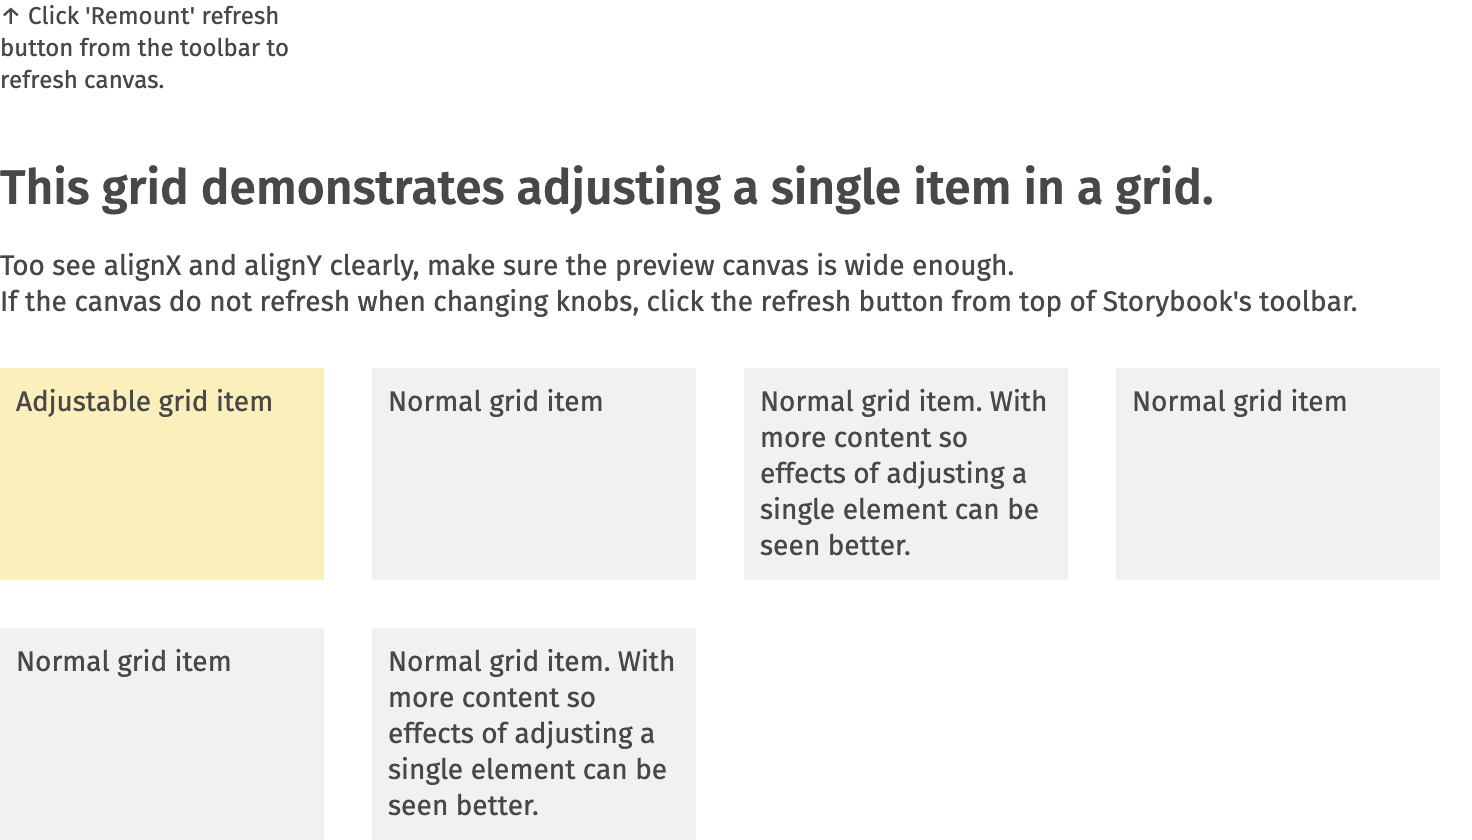 ↑ Click 'Remount' refresh
button from the toolbar to
refresh canvas.
This grid demonstrates adjusting a single item in a grid.
Too see alignX and alignY clearly, make sure the preview canvas is wide enough.
If the canvas do not refresh when changing knobs, click the refresh button from top of Storybook's toolbar.
Adjustable grid item
Normal grid item
Normal grid item. With
more content so
effects of adjusting a
single element can be
seen better.
Normal grid item
Normal grid item
Normal grid item. With
more content so
effects of adjusting a
single element can be
seen better.